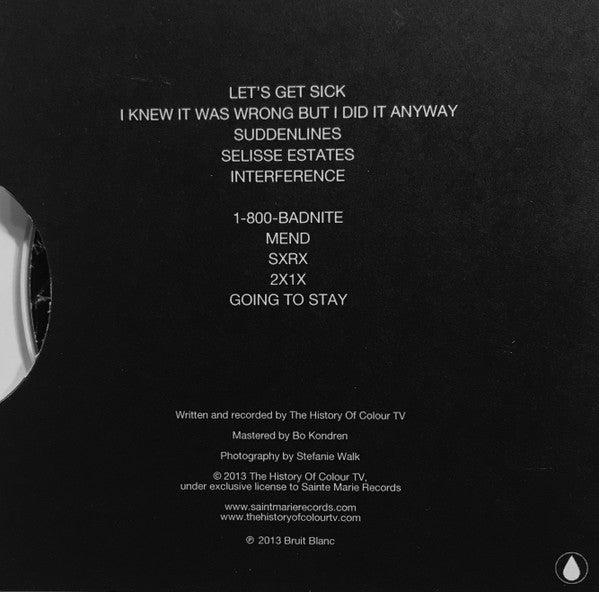 LET'S GET SICK
I KNEW IT WAS WRONG BUT I DID IT ANYWAY
SUDDENLINES
SELISSE ESTATES
INTERFERENCE
1-800-BADNITE
MEND
SXRX
2X1X
GOING TO STAY
Written and recorded by The History Of Colour TV
Mastered by Bo Kondren
Photography by Stefanie Walk
© 2013 The History Of Colour TV,
under exclusive license to Sainte Marie Records
www.saintmarierecords.com
www.thehistoryofcolourtv.com
℗ 2013 Bruit Blanc